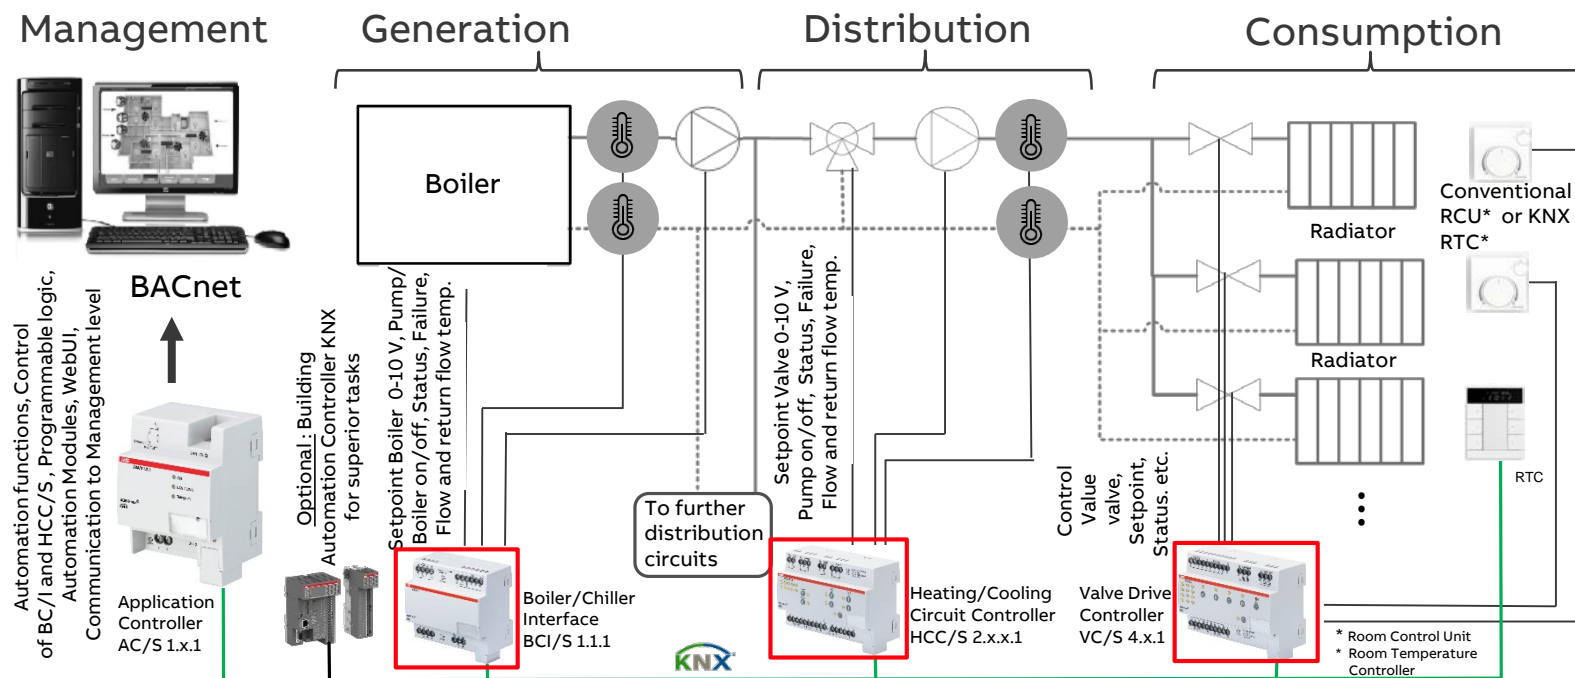 Management
Generation
Distribution
Consumption
Boiler
BACnet
Automation functions, Control
of BC/I and HCC/S , Programmable logic,
Automation Modules, WebUI,
Communication to Management level
Application
Controller
AC/S 1.x.1
Optional: Building
Automation Controller KNX
for superior tasks
Setpoint Boiler 0-10 V, Pump/
Boiler on/off, Status, Failure,
Flow and return flow temp.
Boiler/Chiller
Interface
BCI/S 1.1.1
To further
distribution
circuits
KNX
Setpoint Valve 0-10 V,
Pump on/off, Status, Failure,
Flow and return flow temp.
Heating/Cooling
Circuit Controller
HCC/S 2.x.x.1
Control
Value
valve,
Setpoint,
Status. etc.
Valve Drive
Controller
VC/S 4.x.1
Radiator
Radiator
Conventional
RCU* or KNX
RTC*
RTC
* Room Control Unit
* Room Temperature
Controller